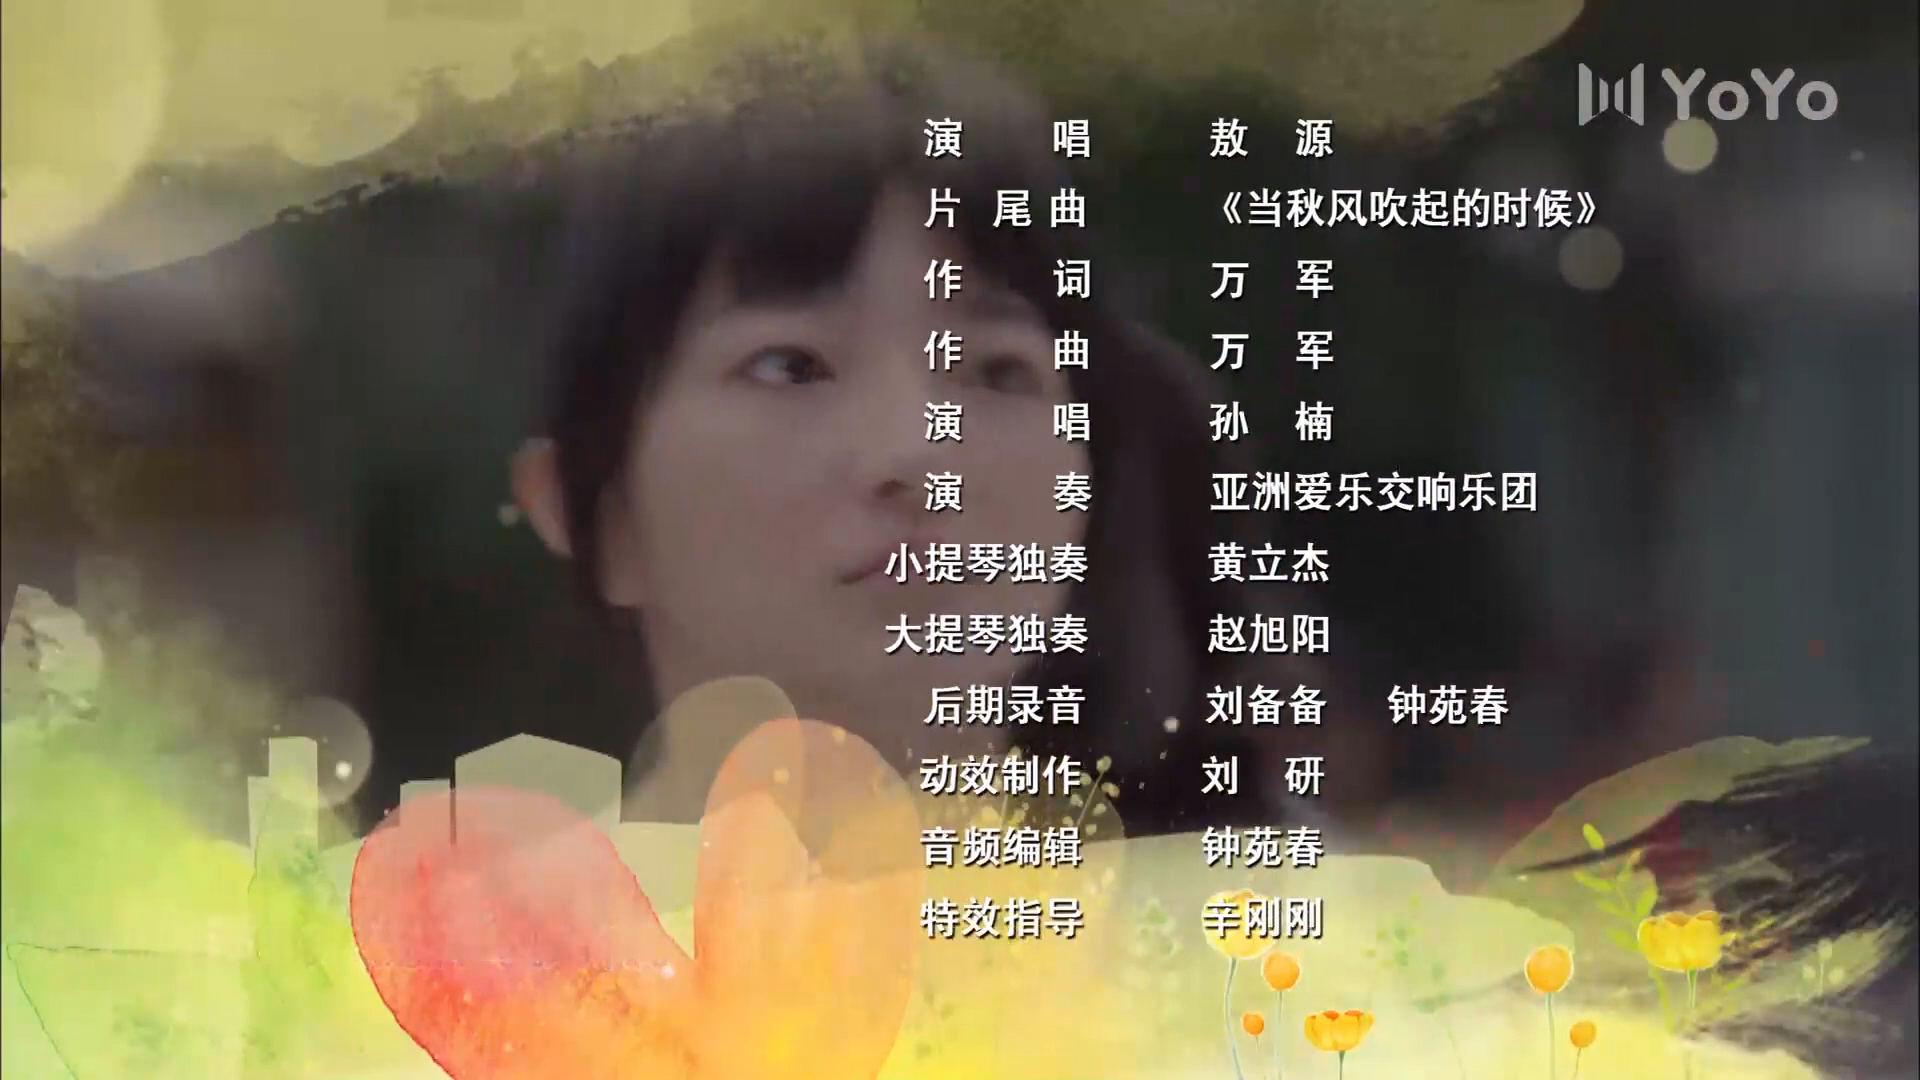 YoYo
演 唱 敖 源
片 尾 曲 《当秋风吹起的时候》
作 词 万 军
作 曲 万 军
演 唱 孙 楠
演 奏 亚洲爱乐交响乐团
小提琴独奏 黄立杰
大提琴独奏 赵旭阳
后期录音 刘备备 钟苑春
动效制作 刘 研
音频编辑 钟苑春
特效指导 辛刚刚